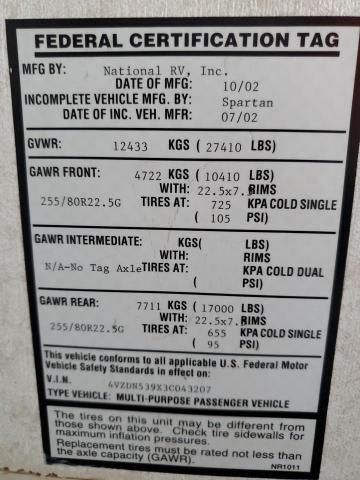 FEDERAL CERTIFICATION TAG
MFG BY: National RV, Inc.
DATE OF MFG: 10/02
INCOMPLETE VEHICLE MFG. BY: Spartan
DATE OF INC. VEH. MFR: 07/02
GVWR: 12433 KGS ( 27410 LBS)
GAWR FRONT: 4722 KGS ( 10410 LBS)
WITH: 22.5x7.5 RIMS
255/80R22.5G TIRES AT: 725 KPA COLD SINGLE
( 105 PSI)
GAWR INTERMEDIATE: KGS( LBS)
WITH: RIMS
N/A-No Tag Axle TIRES AT: KPA COLD DUAL
( PSI)
GAWR REAR: 7711 KGS ( 17000 LBS)
WITH: 22.5x7.5 RIMS
255/80R22.5G TIRES AT: 655 KPA COLD SINGLE
( 95 PSI)
This vehicle conforms to all applicable U.S. Federal Motor
Vehicle Safety Standards in effect on:
V.I.N. 4VZDN539X3C043207
TYPE VEHICLE: MULTI-PURPOSE PASSENGER VEHICLE
The tires on this unit may be different from
those shown above. Check tire sidewalls for
maximum inflation pressures.
Replacement tires must be rated not less than
the axle capacity (GAWR).
NR1011